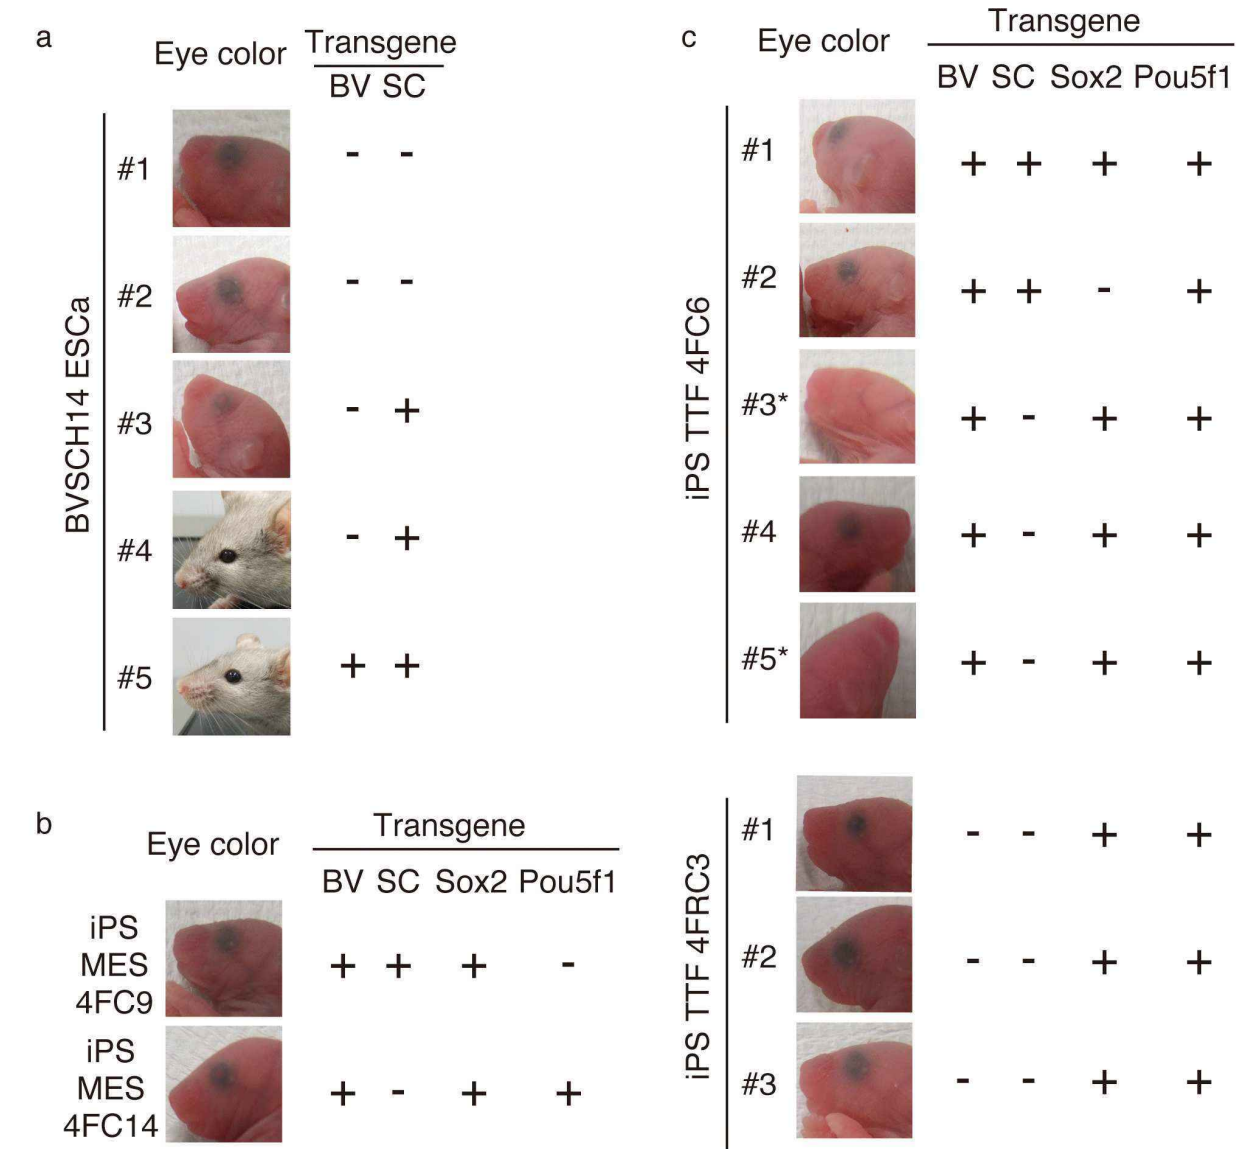 a
Eye color
Transgene
BV SC
BVSCH14 ESCa
#1
- -
#2
- -
#3
- +
#4
- +
#5
+ +
b
Eye color
Transgene
BV SC Sox2 Pou5f1
iPS
MES
4FC9
+ + + -
iPS
MES
4FC14
+ - + +
c
Eye color
Transgene
BV SC Sox2 Pou5f1
iPS TTF 4FC6
#1
+ + + +
#2
+ + - +
#3*
+ - + +
#4
+ - + +
#5*
+ - + +
iPS TTF 4FRC3
#1
- - + +
#2
- - + +
#3
- - + +